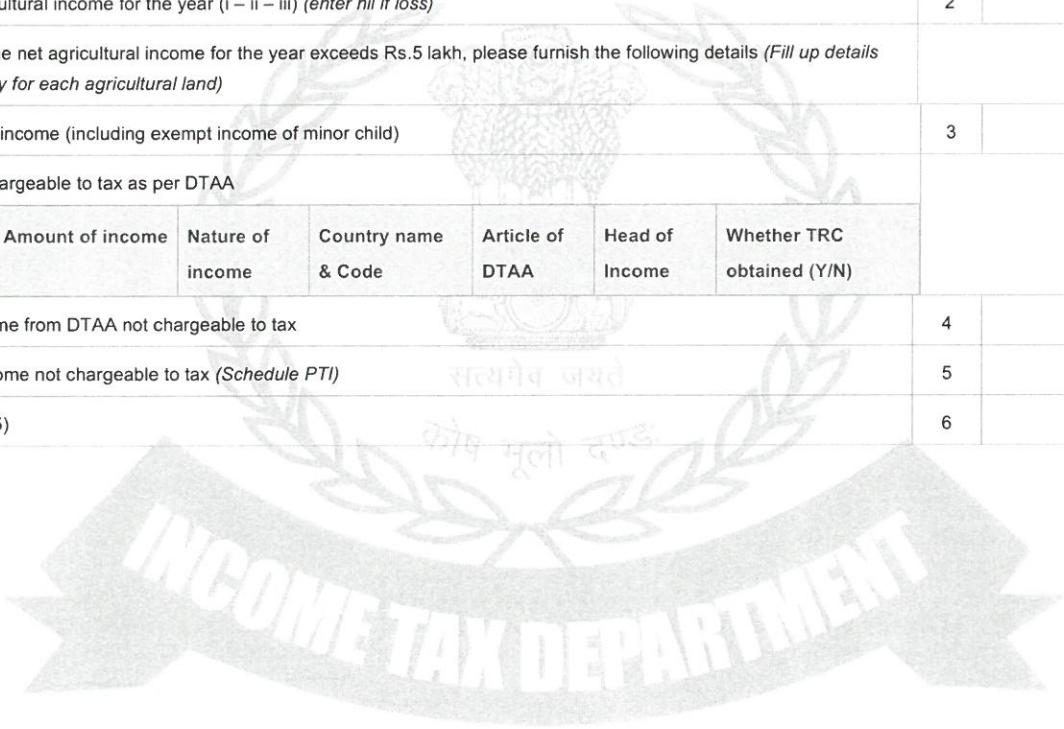 ultural income for the year (i – ii – iii) (enter nil if loss) 2
e net agricultural income for the year exceeds Rs.5 lakh, please furnish the following details (Fill up details
y for each agricultural land)
income (including exempt income of minor child) 3
argeable to tax as per DTAA
Amount of income Nature of income Country name & Code Article of DTAA Head of Income Whether TRC obtained (Y/N)
me from DTAA not chargeable to tax 4
ome not chargeable to tax (Schedule PTI) 5
सत्यमेव जयते
) 6
कोष मूलो दण्डः
INCOME TAX DEPARTMENT